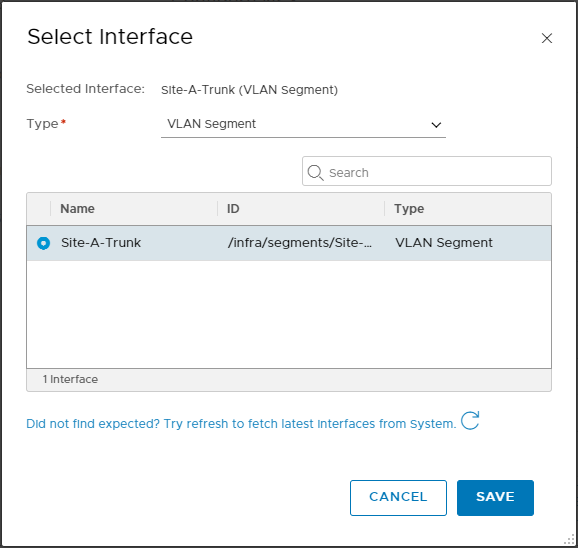 Select Interface
Selected Interface: Site-A-Trunk (VLAN Segment)
Type* VLAN Segment
Search
Name ID Type
Site-A-Trunk /infra/segments/Site-... VLAN Segment
1 Interface
Did not find expected? Try refresh to fetch latest interfaces from System.
CANCEL SAVE